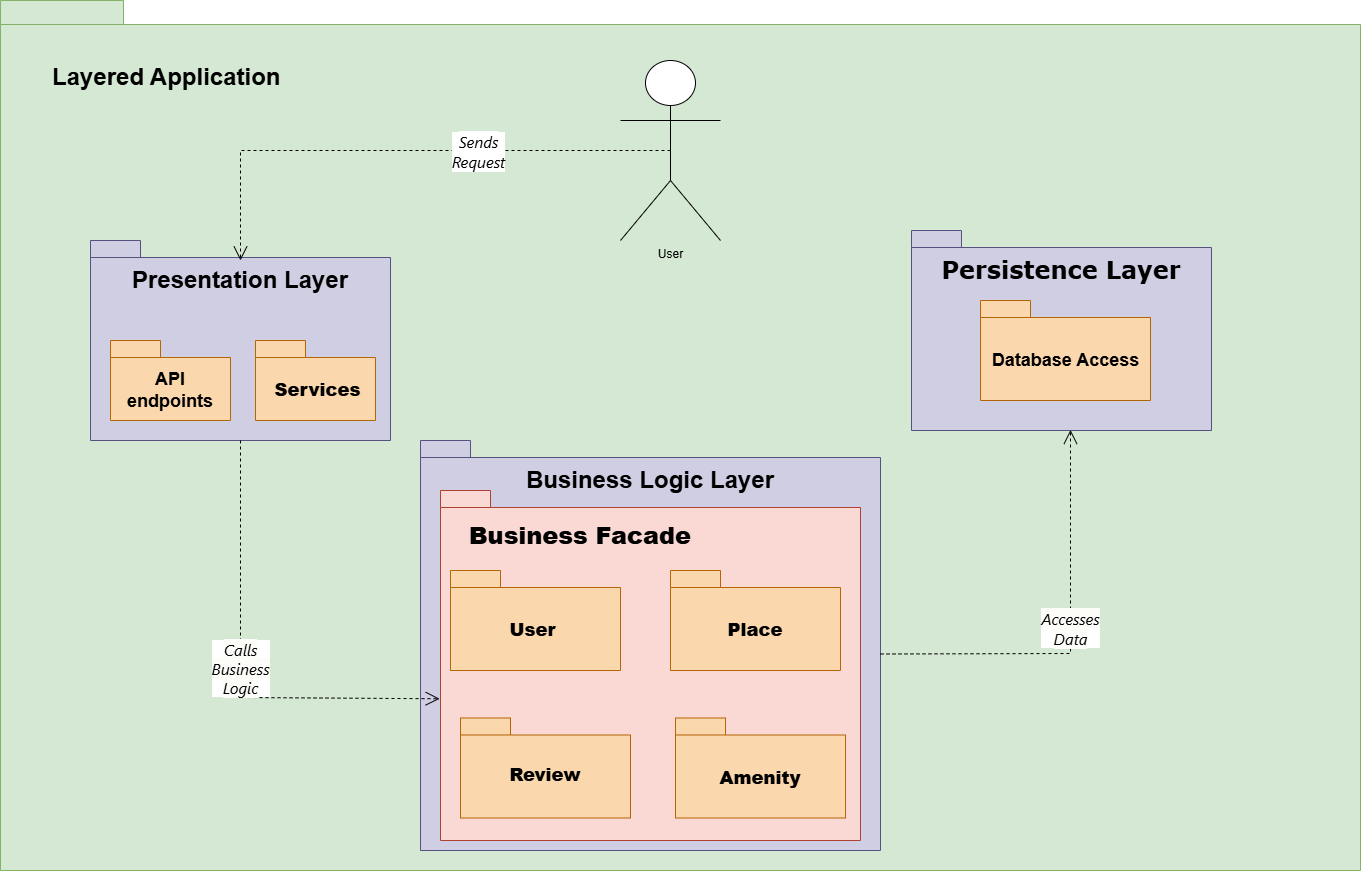 Layered Application
Sends
Request
User
Presentation Layer
API
endpoints
Services
Persistence Layer
Database Access
Calls
Business
Logic
Business Logic Layer
Business Facade
User
Place
Review
Amenity
Accesses
Data